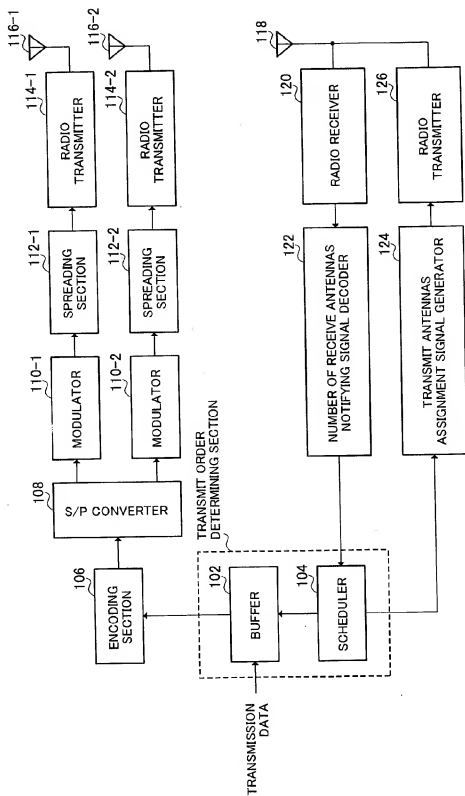 116-1
116-2
114-1
RADIO
TRANSMITTER
114-2
RADIO
TRANSMITTER
112-1
SPREADING
SECTION
112-2
SPREADING
SECTION
110-1
MODULATOR
110-2
MODULATOR
108
S/P CONVERTER
106
ENCODING
SECTION
TRANSMIT ORDER
DETERMINING SECTION
102
BUFFER
104
SCHEDULER
TRANSMISSION
DATA
118
120
RADIO RECEIVER
126
RADIO
TRANSMITTER
122
NUMBER OF RECEIVE ANTENNAS
NOTIFYING SIGNAL DECODER
124
TRANSMIT ANTENNAS
ASSIGNMENT SIGNAL GENERATOR